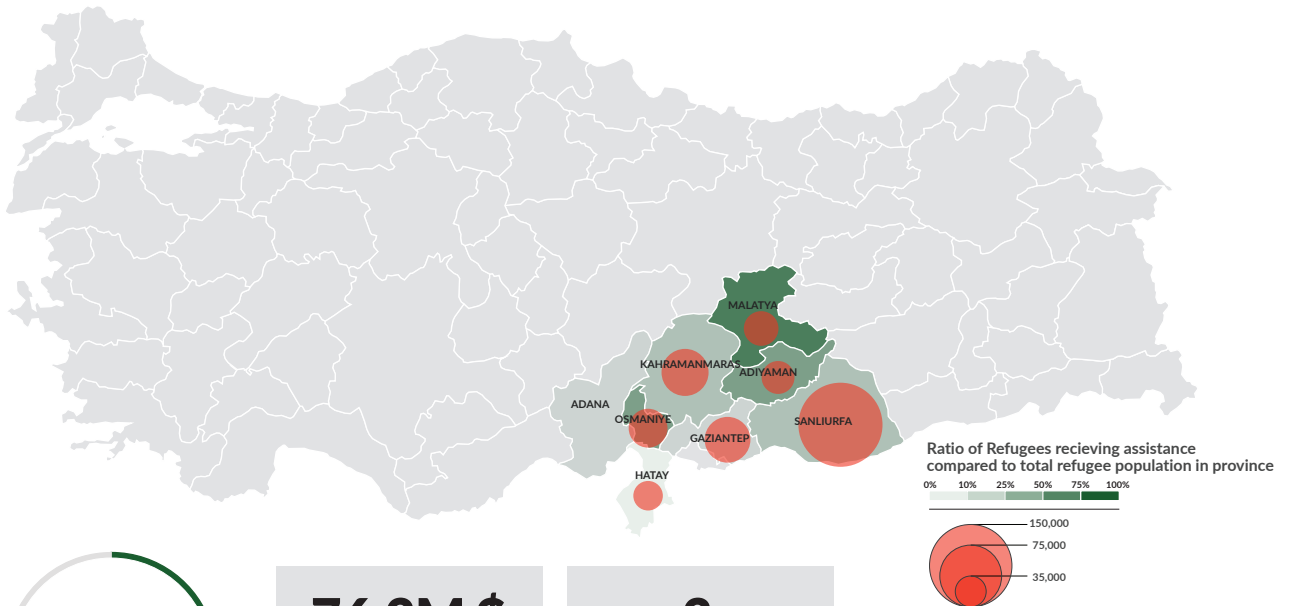 MALATYA
KAHRAMANMARAS
ADIYAMAN
ADANA
OSMANIYE
SANLIURFA
GAZIANTEP
HATAY
Ratio of Refugees recieving assistance
compared to total refugee population in province
0% 10% 25% 50% 75% 100%
150,000
75,000
35,000